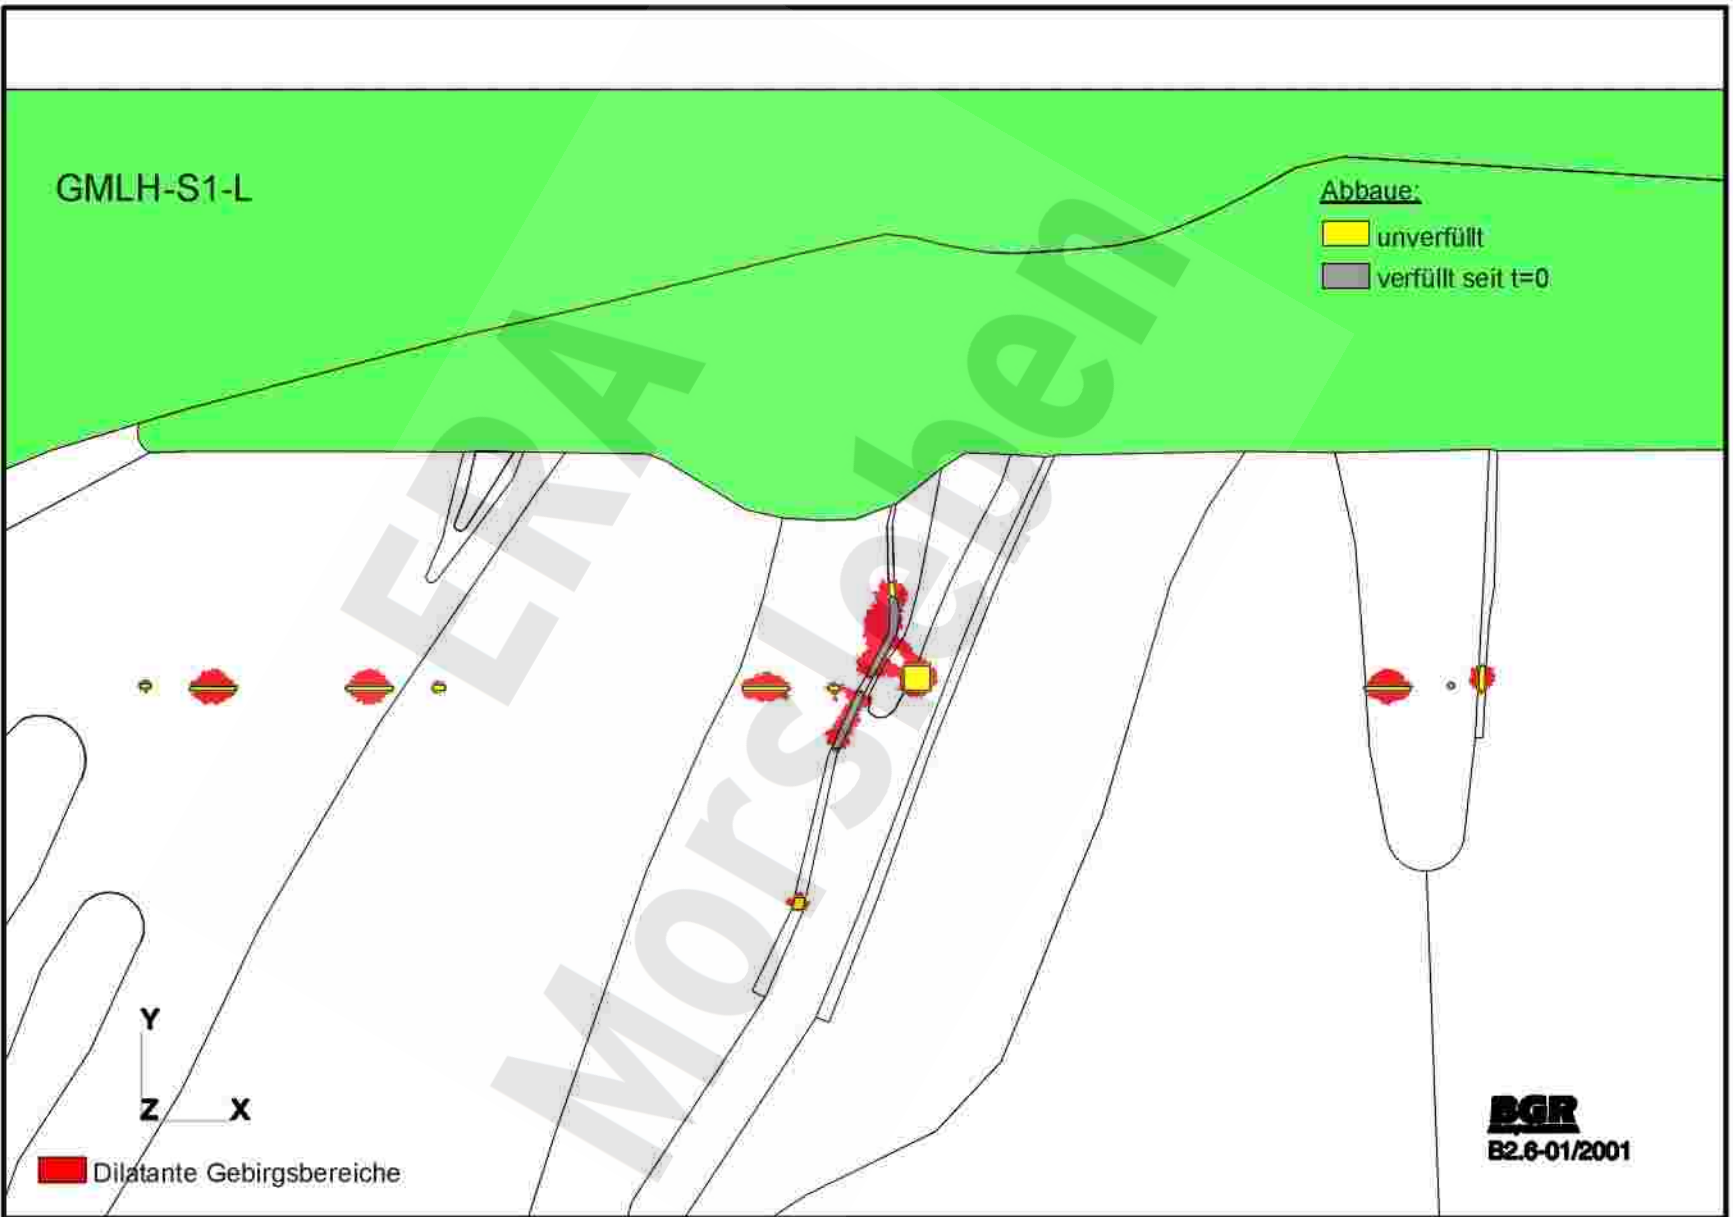 GMLH-S1-L
Abbaue:
unverfüllt
verfüllt seit t=0
ERA
Morsleben
Y
Z
X
Dilatante Gebirgsbereiche
BGR
B2.6-01/2001